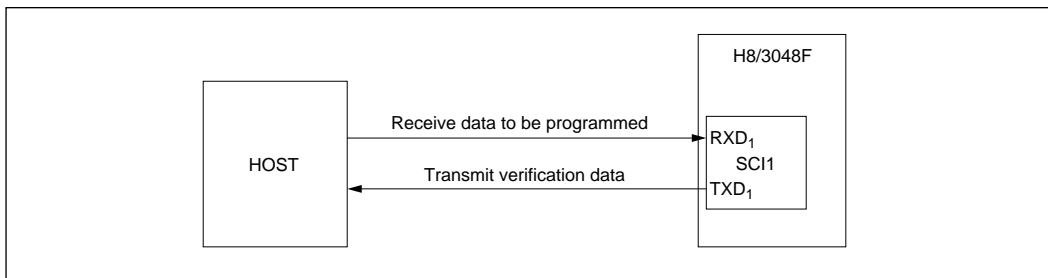 H8/3048F
Receive data to be programmed
RXD₁
HOST
SCI1
Transmit verification data
TXD₁